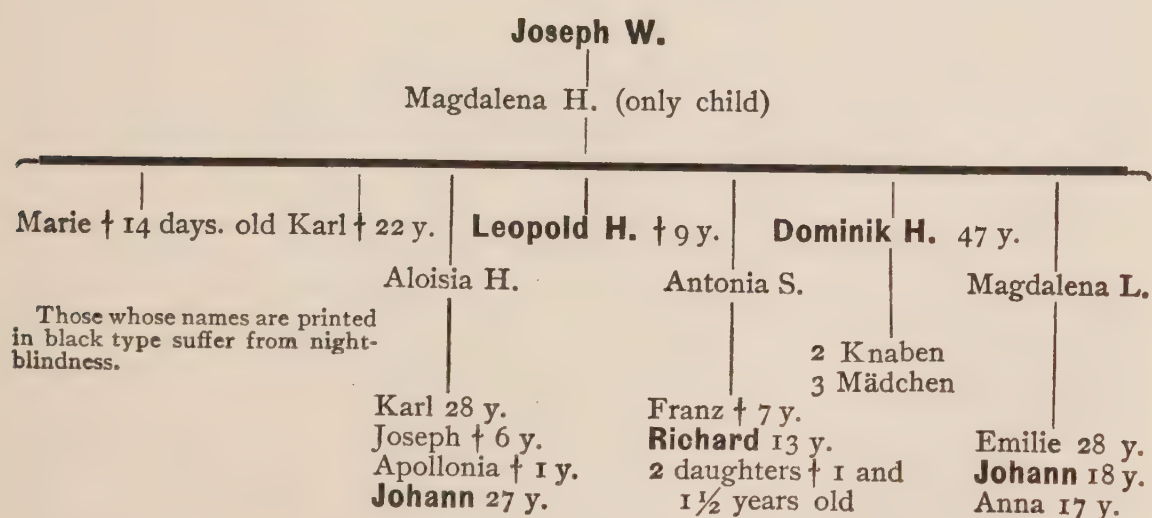 Joseph W.
Magdalena H. (only child)
Marie † 14 days. old Karl † 22 y.
Leopold H. † 9 y.
Dominik H. 47 y.
Aloisia H.
Antonia S.
Magdalena L.
Those whose names are printed
in black type suffer from night-
blindness.
2 Knaben
3 Mädchen
Karl 28 y.
Joseph † 6 y.
Apollonia † 1 y.
Johann 27 y.
Franz † 7 y.
Richard 13 y.
2 daughters † 1 and
1½ years old
Emilie 28 y.
Johann 18 y.
Anna 17 y.